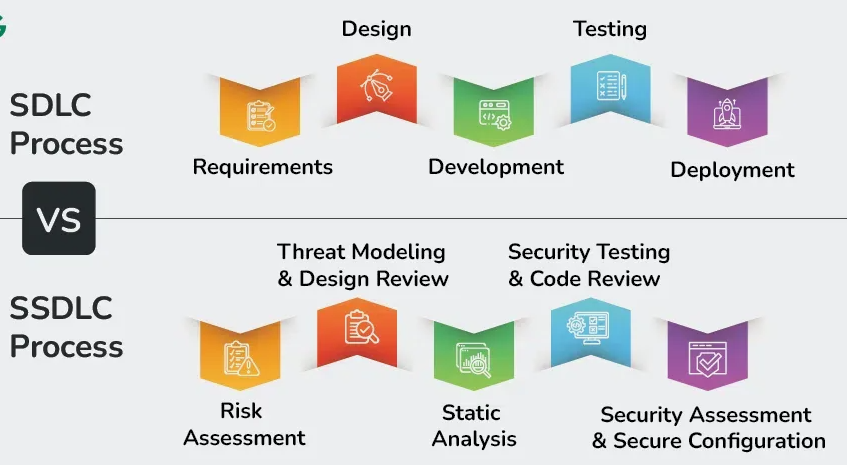 SDLC
Process
Requirements
Design
Development
Testing
Deployment
VS
SSDLC
Process
Risk
Assessment
Threat Modeling
& Design Review
Static
Analysis
Security Testing
& Code Review
Security Assessment
& Secure Configuration